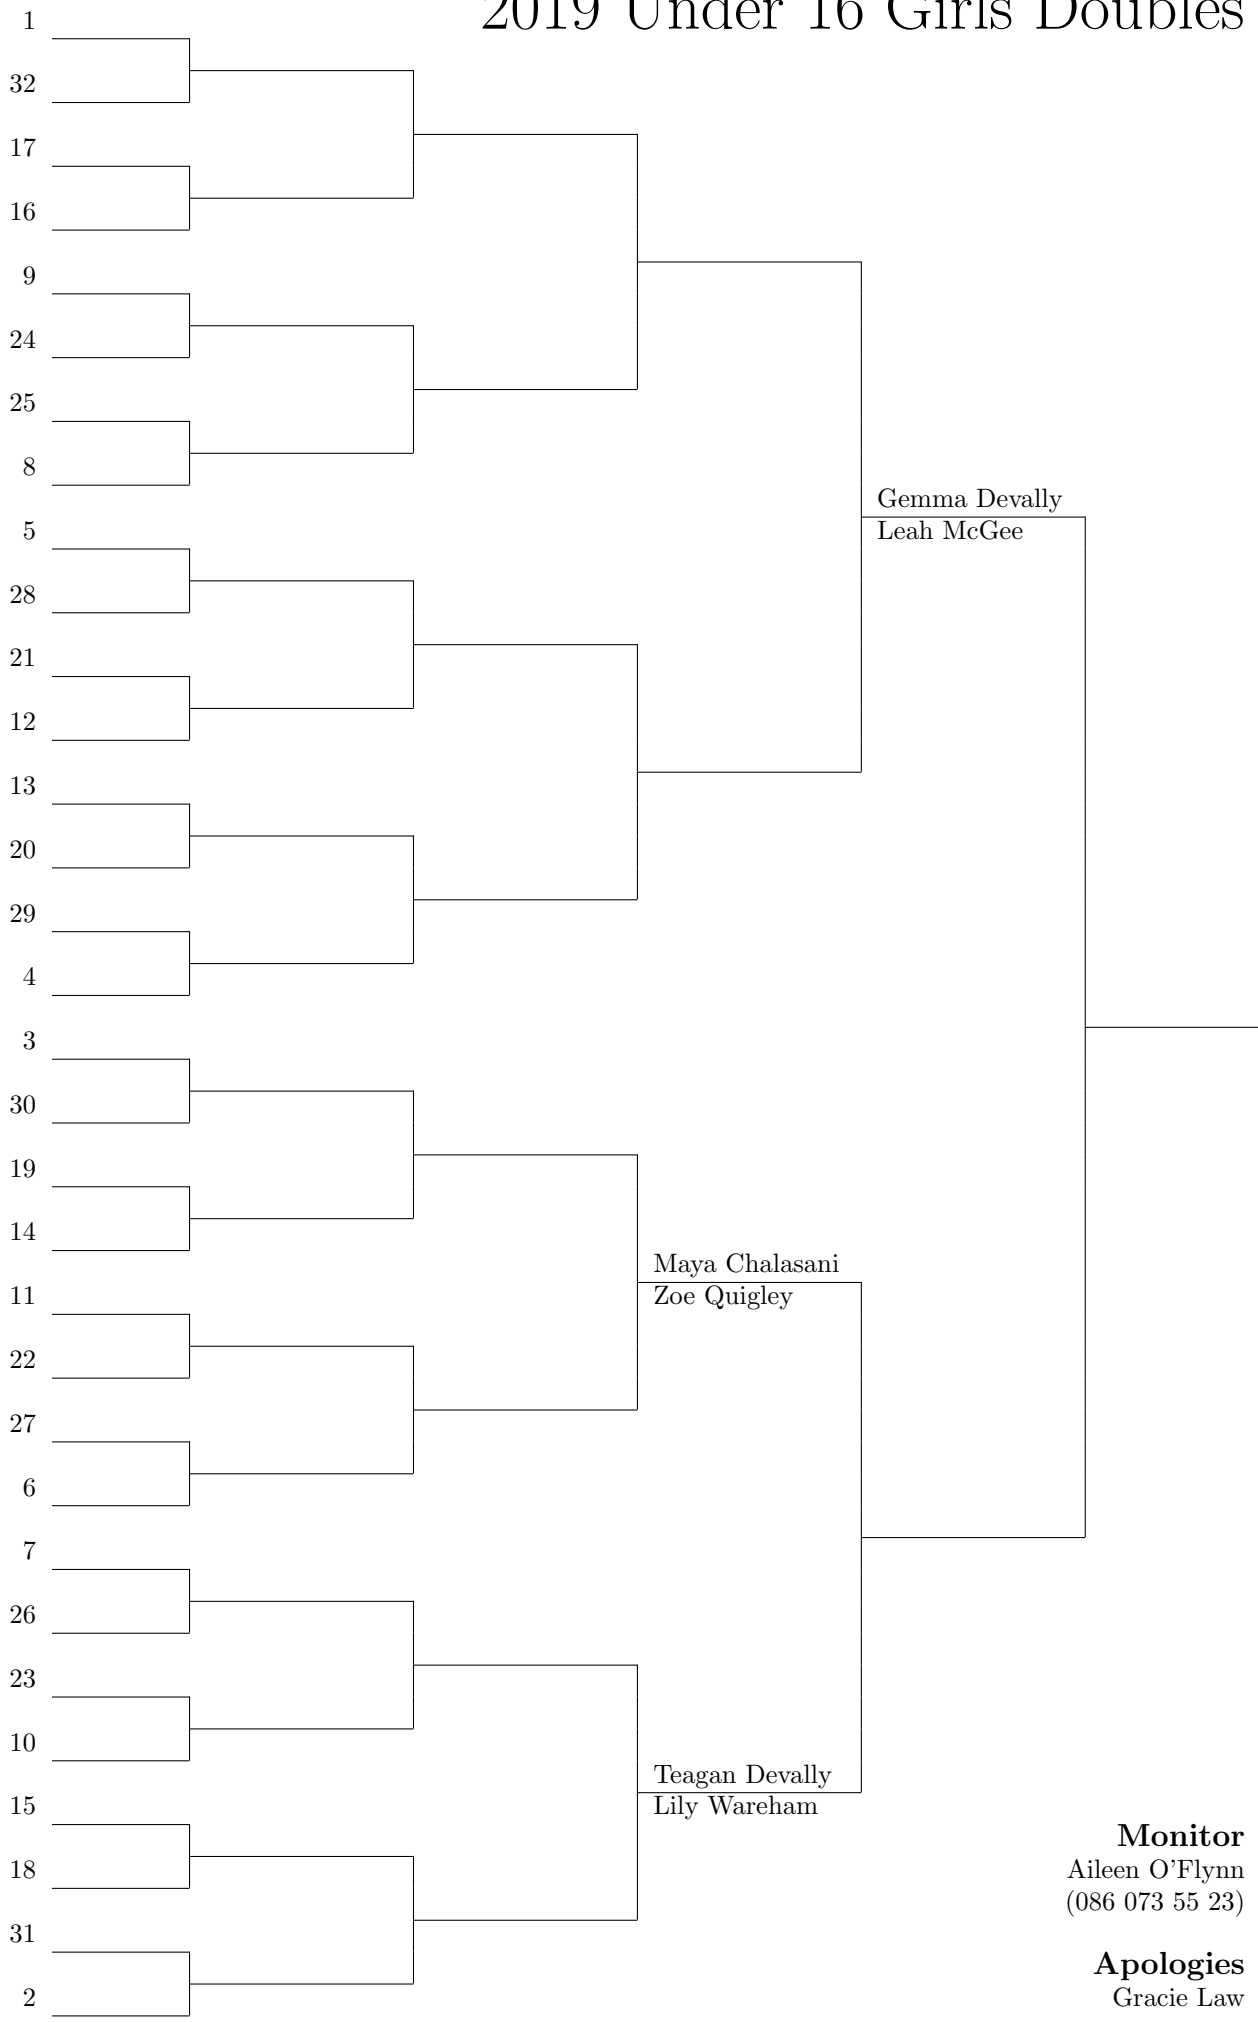 2019 Under 16 Girls Doubles
1
32
17
16
9
24
25
8
5
28
21
12
13
20
29
4
3
30
19
14
11
22
27
6
7
26
23
10
15
18
31
2
Gemma Devally
Leah McGee
Maya Chalasani
Zoe Quigley
Teagan Devally
Lily Wareham
Monitor
Aileen O'Flynn
(086 073 55 23)
Apologies
Gracie Law